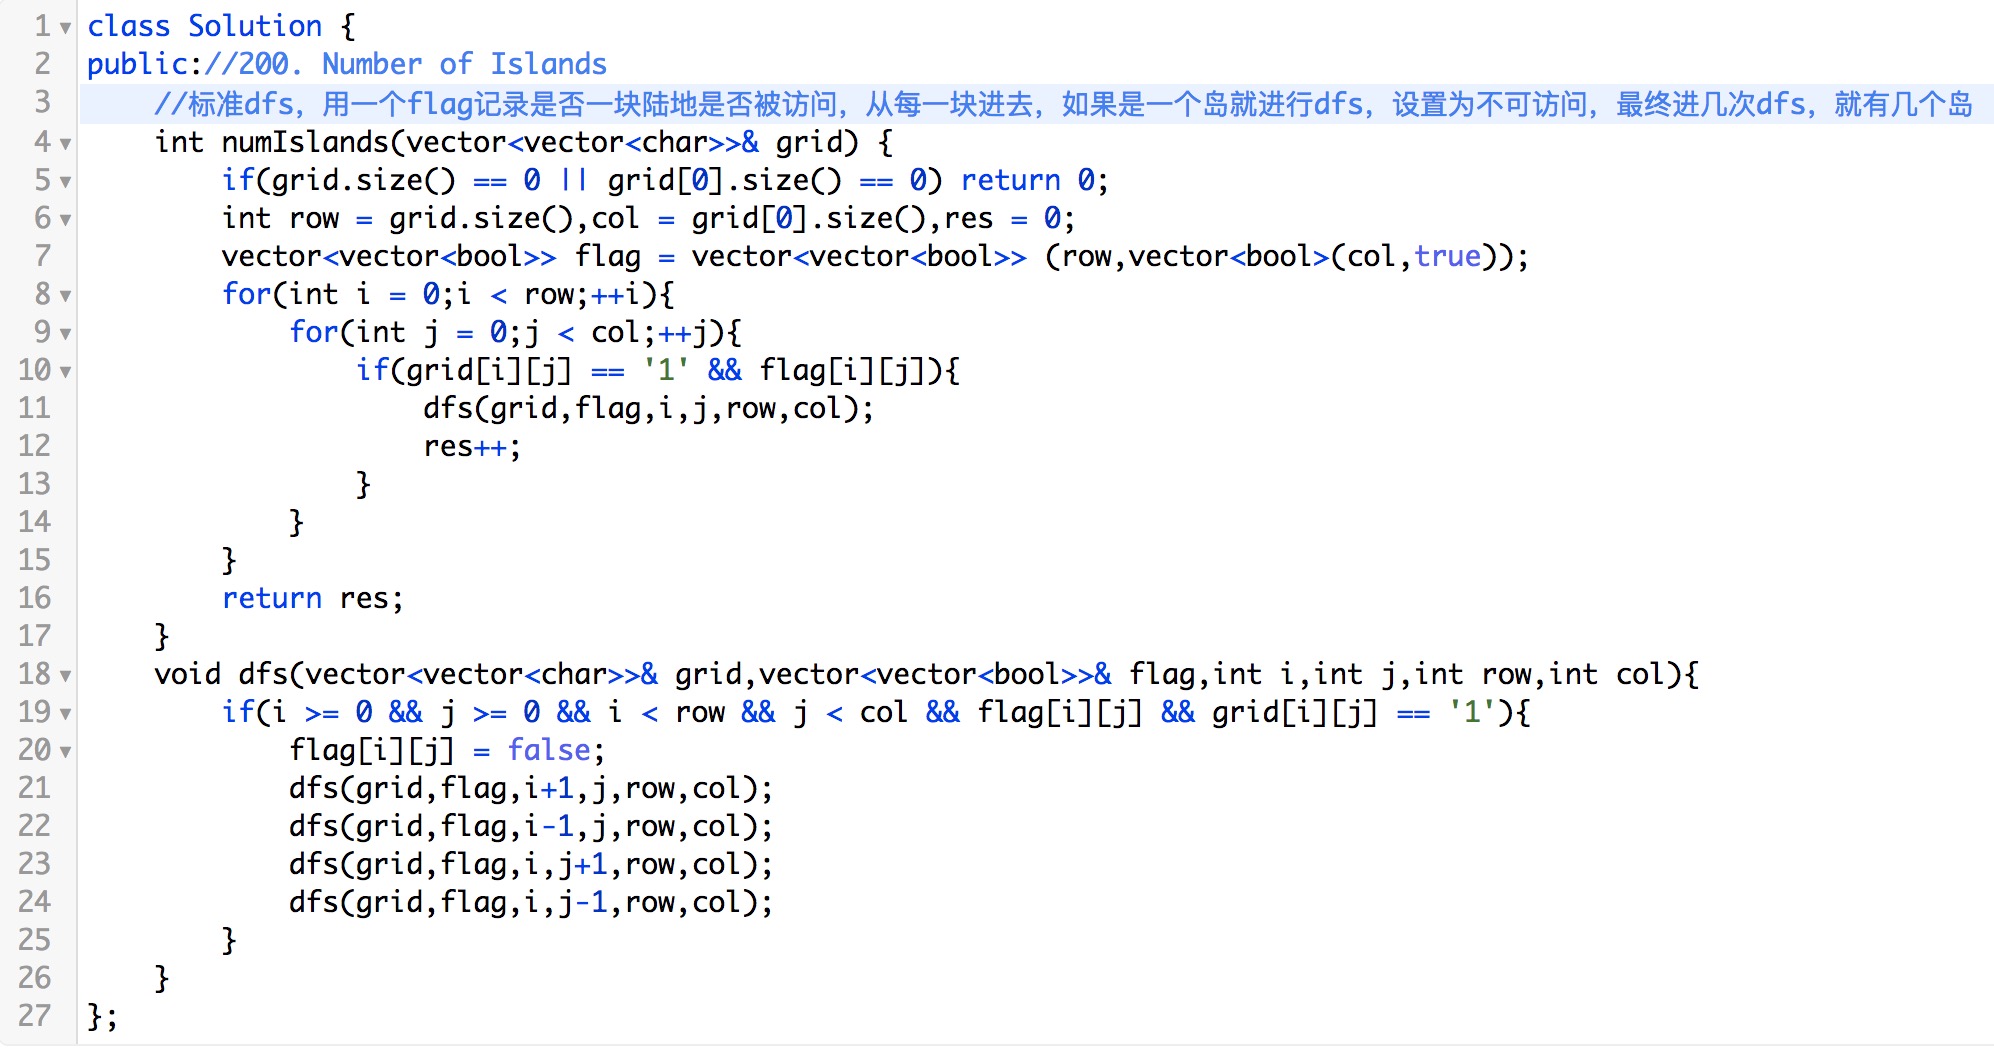 1 class Solution {
2 public://200. Number of Islands
3 //标准dfs，用一个flag记录是否一块陆地是否被访问，从每一块进去，如果是一个岛就进行dfs，设置为不可访问，最终进几次dfs，就有几个岛
4 int numIslands(vector<vector<char>>& grid) {
5 if(grid.size() == 0 || grid[0].size() == 0) return 0;
6 int row = grid.size(),col = grid[0].size(),res = 0;
7 vector<vector<bool>> flag = vector<vector<bool>> (row,vector<bool>(col,true));
8 for(int i = 0;i < row;++i){
9 for(int j = 0;j < col;++j){
10 if(grid[i][j] == '1' && flag[i][j]){
11 dfs(grid,flag,i,j,row,col);
12 res++;
13 }
14 }
15 }
16 return res;
17 }
18 void dfs(vector<vector<char>>& grid,vector<vector<bool>>& flag,int i,int j,int row,int col){
19 if(i >= 0 && j >= 0 && i < row && j < col && flag[i][j] && grid[i][j] == '1'){
20 flag[i][j] = false;
21 dfs(grid,flag,i+1,j,row,col);
22 dfs(grid,flag,i-1,j,row,col);
23 dfs(grid,flag,i,j+1,row,col);
24 dfs(grid,flag,i,j-1,row,col);
25 }
26 }
27 };